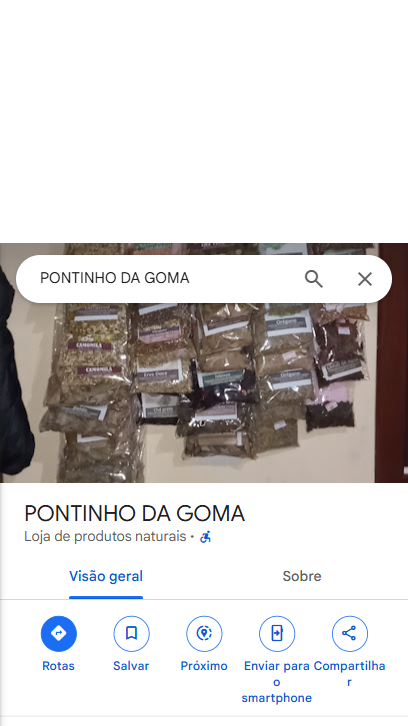 PONTINHO DA GOMA
CAMOMILA
CAMOMILA
Erva Doce
Orégano
Orégano
PONTINHO DA GOMA
Loja de produtos naturais ·
Visão geral
Sobre
Rotas
Salvar
Próximo
Enviar para
o
smartphone
Compartilha
r